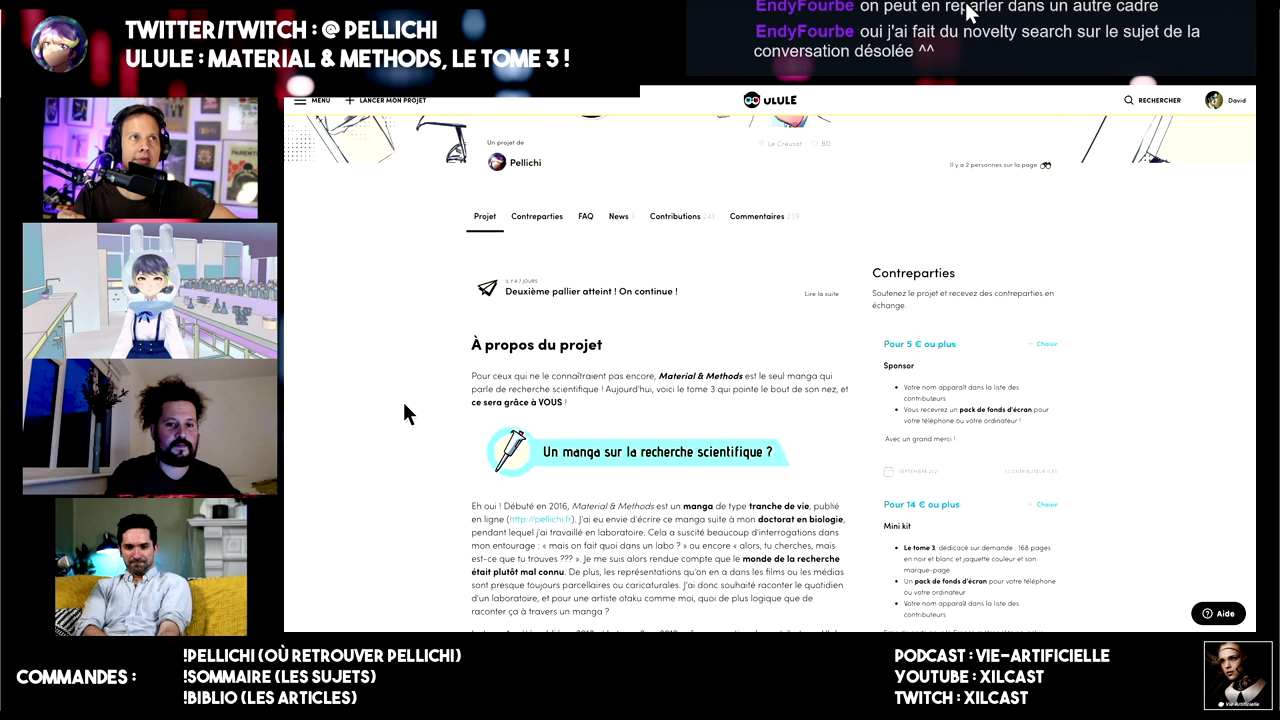 TWITTER/TWITCH : @ PELLICHI
ULULE : MATERIAL & METHODS, LE TOME 3 !
EndyFourbe on peut en reparler dans un autre cadre
EndyFourbe oui j'ai fait du novelty search sur le sujet de la
conversation désolée ^^
MENU
LANCER MON PROJET
ULULE
RECHERCHER
David
Un projet de
Pellichi
Le Creusot
BD
Il y a 2 personnes sur la page
Projet
Contreparties
FAQ
News
Contributions 241
Commentaires 219
IL Y A 7 JOURS
Deuxième pallier atteint ! On continue !
Lire la suite
À propos du projet
Pour ceux qui ne le connaîtraient pas encore, Material & Methods est le seul manga qui
parle de recherche scientifique ! Aujourd'hui, voici le tome 3 qui pointe le bout de son nez, et
ce sera grâce à VOUS !
Un manga sur la recherche scientifique ?
Eh oui ! Débuté en 2016, Material & Methods est un manga de type tranche de vie, publié
en ligne (http://pellichi.fr). J'ai eu envie d'écrire ce manga suite à mon doctorat en biologie,
pendant lequel j'ai travaillé en laboratoire. Cela a suscité beaucoup d'interrogations dans
mon entourage : « mais on fait quoi dans un labo ? » ou encore « alors, tu cherches, mais
est-ce que tu trouves ??? ». Je me suis alors rendue compte que le monde de la recherche
était plutôt mal connu. De plus, les représentations qu'on en a dans les films ou les médias
sont presque toujours parcellaires ou caricaturales. J'ai donc souhaité raconter le quotidien
d'un laboratoire, et pour une artiste otaku comme moi, quoi de plus logique que de
raconter ça à travers un manga ?
Contreparties
Soutenez le projet et recevez des contreparties en
échange.
Pour 5 € ou plus
+ Choisir
Sponsor
Votre nom apparaît dans la liste des
contributeurs
Vous recevrez un pack de fonds d'écran pour
votre téléphone ou votre ordinateur !
Avec un grand merci !
SEPTEMBRE 2021
Pour 14 € ou plus
+ Choisir
Mini kit
Le tome 3, dédicacé sur demande : 168 pages
en noir et blanc et jaquette couleur et son
marque-page
Un pack de fonds d'écran pour votre téléphone
ou votre ordinateur
Votre nom apparaît dans la liste des
contributeurs
Aide
COMMANDES :
!PELLICHI (OÙ RETROUVER PELLICHI)
!SOMMAIRE (LES SUJETS)
!BIBLIO (LES ARTICLES)
PODCAST : VIE-ARTIFICIELLE
YOUTUBE : XILCAST
TWITCH : XILCAST
Vie Artificielle